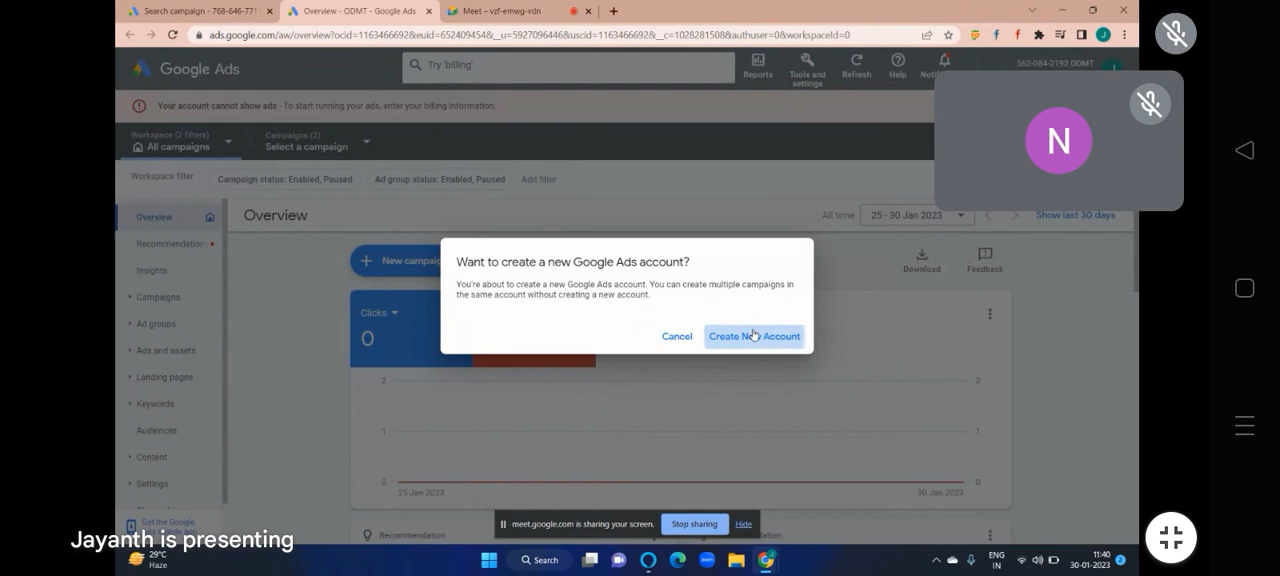 Search campaign - 768-646-771
Overview - ODMT - Google Ads
Meet – vzf-emwg-vdn
ads.google.com/aw/overview?ocid=1163466692&euid=652409454&__u=5927096446&uscid=1163466692&__c=1028281508&authuser=0&workspaceId=0
J
Google Ads
Try 'billing'
Reports
Tools and settings
Refresh
Help
562-084-2192 ODMT
Your account cannot show ads - To start running your ads, enter your billing information.
N
Workspace (2 filters)
All campaigns
Campaigns (2)
Select a campaign
Workspace filter
Campaign status: Enabled, Paused
Ad group status: Enabled, Paused
Add filter
Overview
Recommendations
Insights
Campaigns
Ad groups
Ads and assets
Landing pages
Keywords
Audiences
Content
Settings
Get the Google
Overview
All time
25 - 30 Jan 2023
Show last 30 days
New campaig
Download
Feedback
Want to create a new Google Ads account?
You're about to create a new Google Ads account. You can create multiple campaigns in
the same account without creating a new account.
Cancel
Create New Account
Clicks
0
2
2
1
1
0
0
25 Jan 2023
30 Jan 2023
Recommendation
meet.google.com is sharing your screen.
Stop sharing
Hide
Jayanth is presenting
29°C
Haze
Search
ENG
IN
11:40
30-01-2023
2